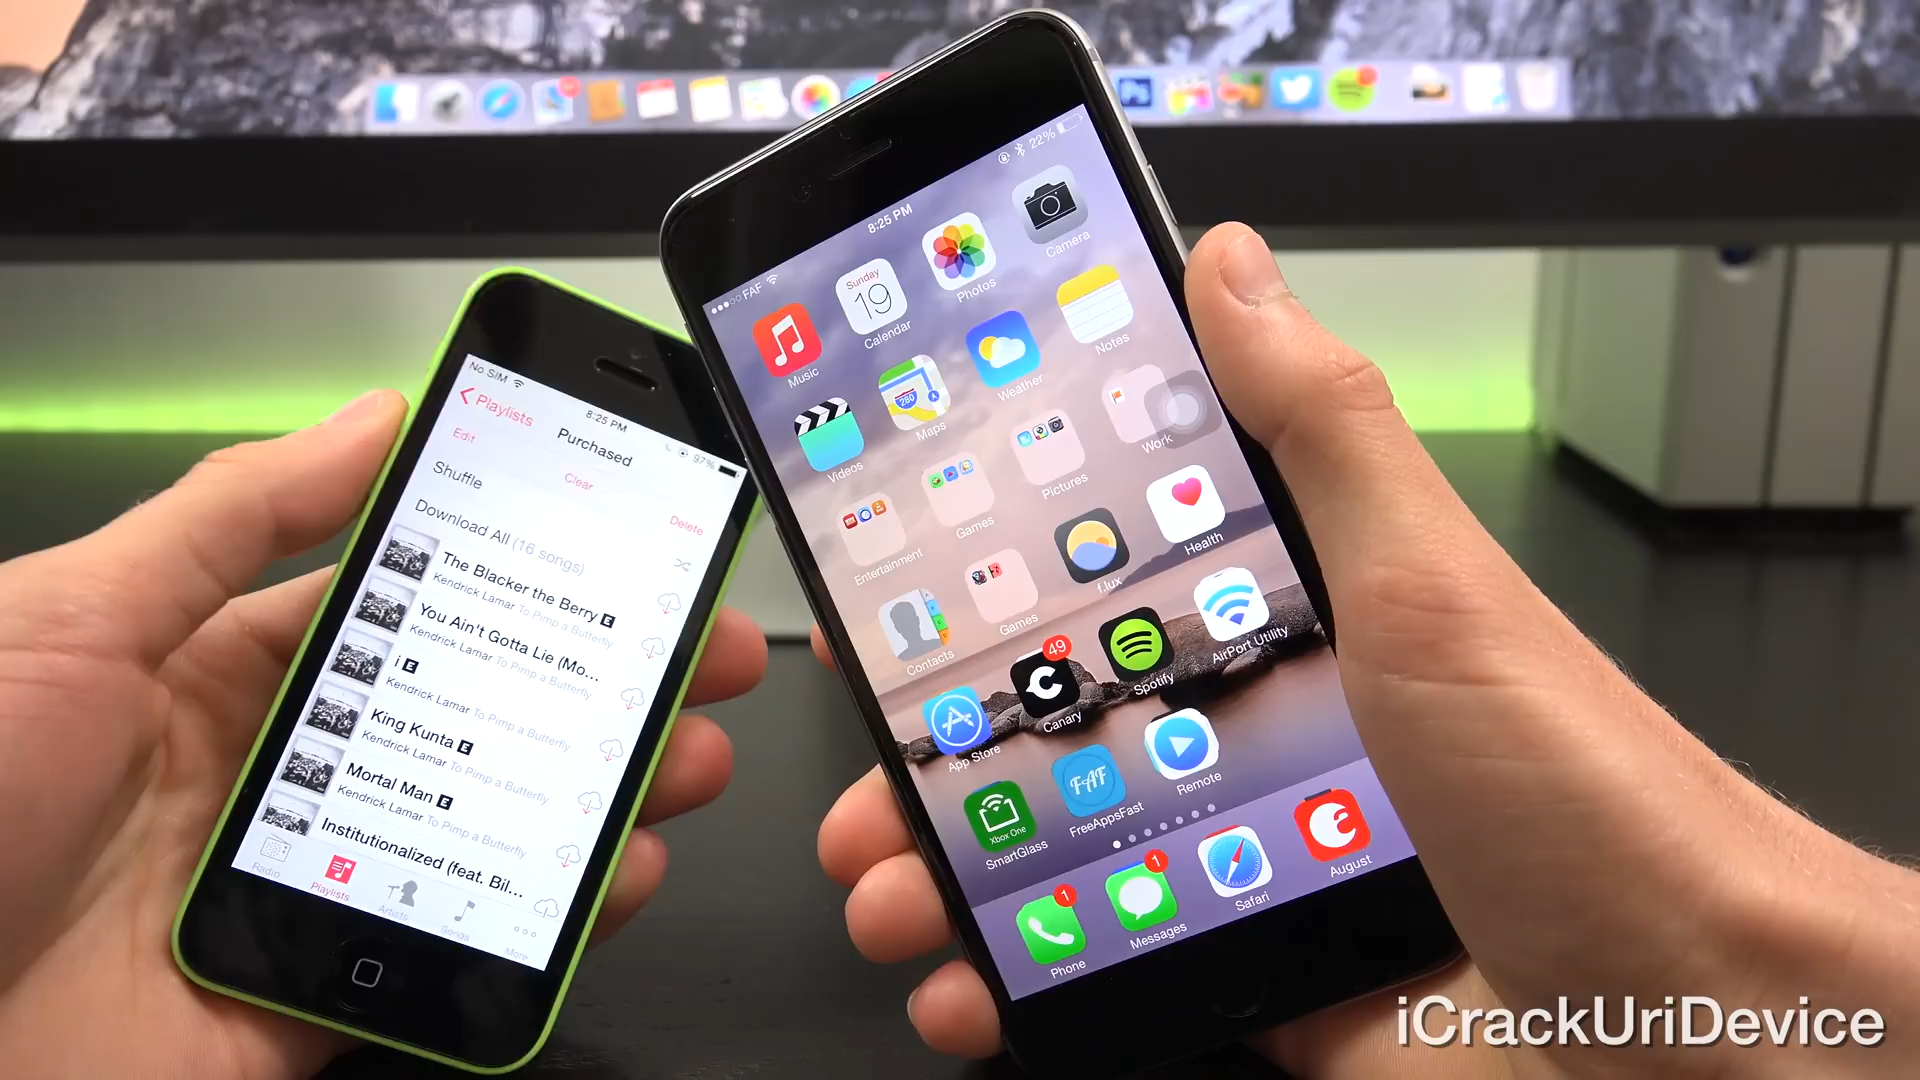 No SIM
8:25 PM
97%
Playlists
Purchased
Edit
Clear
Delete
Shuffle
Download All (16 songs)
The Blacker the Berry E
Kendrick Lamar To Pimp a Butterfly
You Ain't Gotta Lie (Mo...
Kendrick Lamar To Pimp a Butterfly
i E
Kendrick Lamar To Pimp a Butterfly
King Kunta E
Kendrick Lamar To Pimp a Butterfly
Mortal Man E
Kendrick Lamar To Pimp a Butterfly
Institutionalized (feat. Bil...
Radio
Playlists
Artists
Songs
More
Ps
FAF
8:25 PM
22%
Music
Sunday
19
Calendar
Photos
Camera
Videos
280
Maps
Weather
Notes
Entertainment
Games
Pictures
Work
Contacts
Games
f.lux
Health
App Store
49
Canary
Spotify
AirPort Utility
Xbox One
SmartGlass
FAF
FreeAppsFast
Remote
1
Phone
1
Messages
Safari
August
iCrackUriDevice